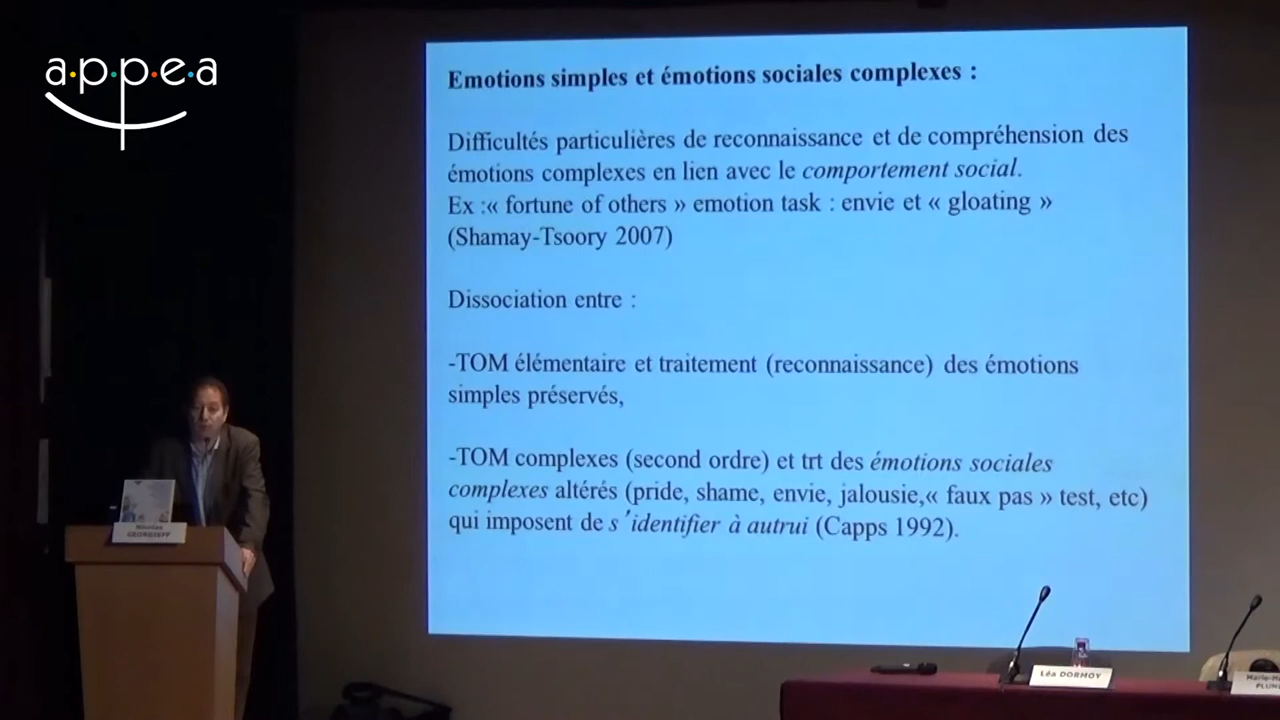 a.p.p.e.a
Emotions simples et émotions sociales complexes :
Difficultés particulières de reconnaissance et de compréhension des
émotions complexes en lien avec le comportement social.
Ex :« fortune of others » emotion task : envie et « gloating »
(Shamay-Tsoory 2007)
Dissociation entre :
-TOM élémentaire et traitement (reconnaissance) des émotions
simples préservés,
-TOM complexes (second ordre) et trt des émotions sociales
complexes altérés (pride, shame, envie, jalousie,« faux pas » test, etc)
qui imposent de s'identifier à autrui (Capps 1992).
Nicolas
GEORGIEFF
Léa DORMOY